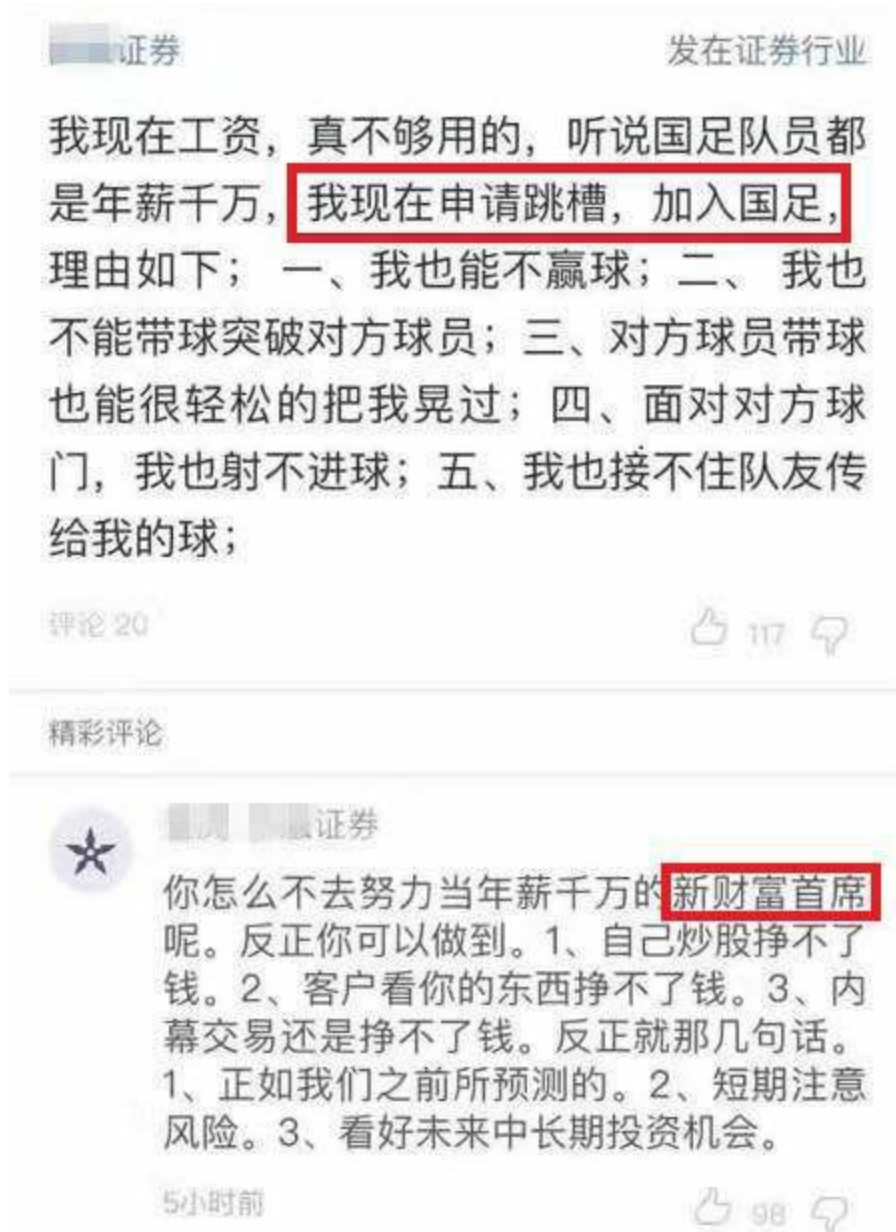 证券
发在证券行业
我现在工资，真不够用的，听说国足队员都
是年薪千万，我现在申请跳槽，加入国足，
理由如下； 一、我也能不赢球；二、 我也
不能带球突破对方球员；三、对方球员带球
也能很轻松的把我晃过；四、面对对方球
门，我也射不进球；五、我也接不住队友传
给我的球；
评论 20
117
精彩评论
证券
你怎么不去努力当年薪千万的新财富首席
呢。反正你可以做到。1、自己炒股挣不了
钱。2、客户看你的东西挣不了钱。3、内
幕交易还是挣不了钱。反正就那几句话。
1、正如我们之前所预测的。2、短期注意
风险。3、看好未来中长期投资机会。
5小时前
98